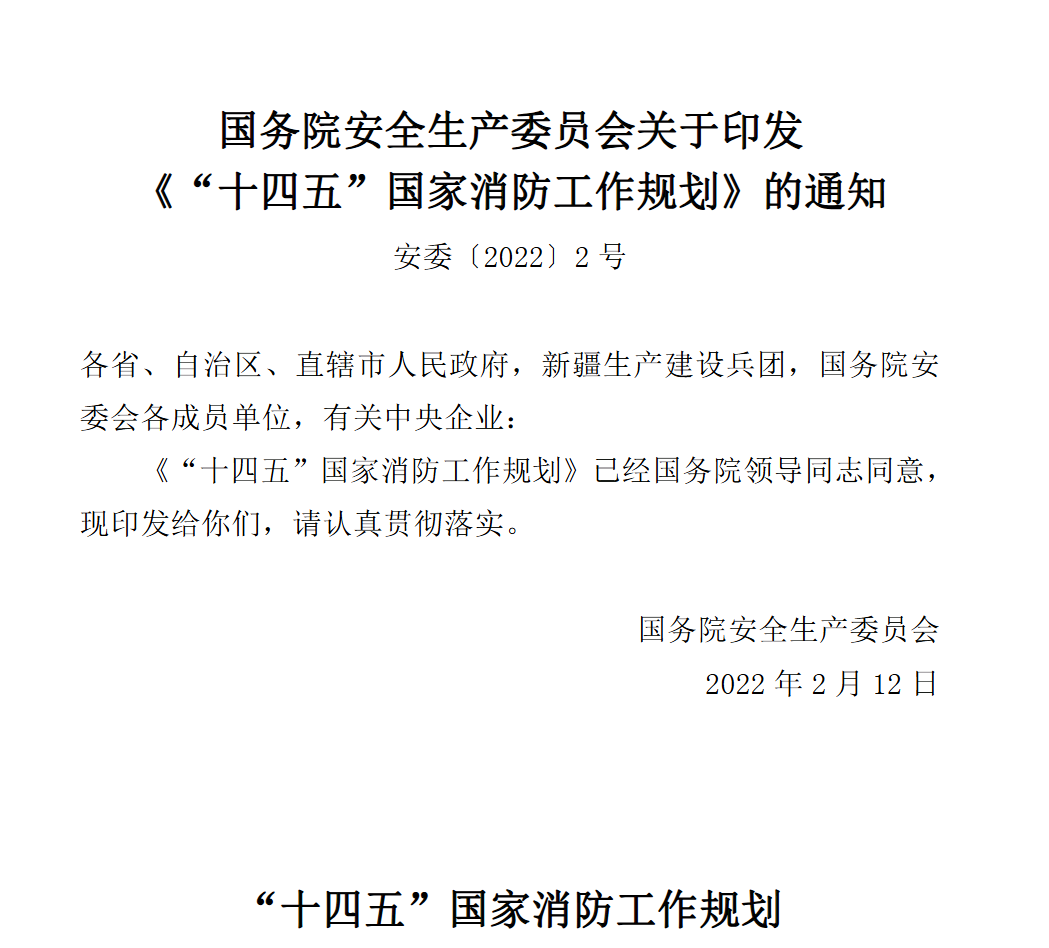 国务院安全生产委员会关于印发
《“十四五”国家消防工作规划》的通知
安委〔2022〕2 号
各省、自治区、直辖市人民政府，新疆生产建设兵团，国务院安
委会各成员单位，有关中央企业：
《“十四五”国家消防工作规划》已经国务院领导同志同意，
现印发给你们，请认真贯彻落实。
国务院安全生产委员会
2022 年 2 月 12 日
“十四五”国家消防工作规划